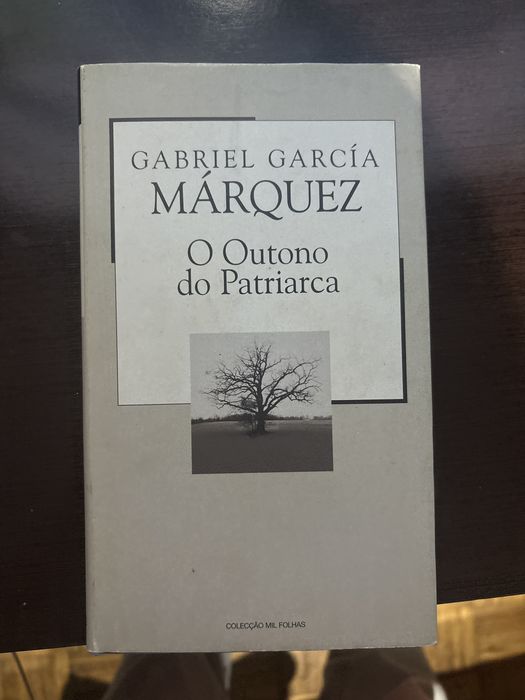 GABRIEL GARCÍA
MÁRQUEZ
O Outono
do Patriarca
COLECÇÃO MIL FOLHAS